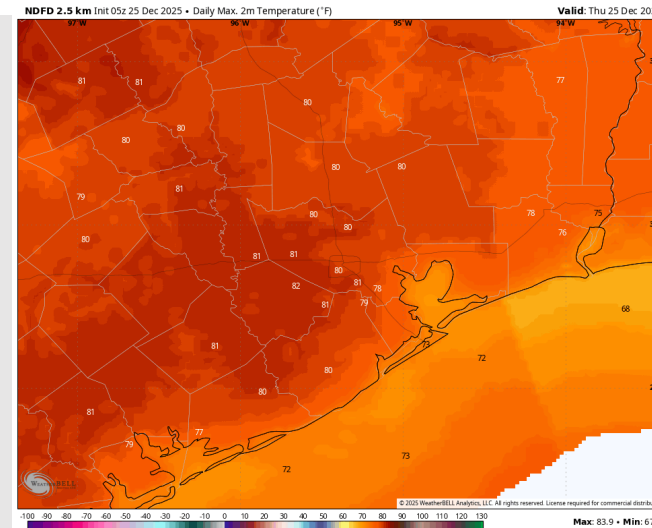 NDFD 2.5 km Init 05z 25 Dec 2025 • Daily Max. 2m Temperature (°F)
Valid: Thu 25 Dec 20
97°W 96°W 95°W 94°W
81 81 77
80
80 80
80 80
79 81
80 78 75
80 80 76
81 81
80
82 81 78
81 79
68
73
81 72
80
80
81
77
79
73
72
WeatherBELL
© 2025 WeatherBELL Analytics, LLC. All rights reserved. License required for commercial distribu
-100 -90 -80 -70 -60 -50 -40 -30 -20 -10 0 10 20 30 40 50 60 70 80 90 100 110 120 130
Max: 83.9 • Min: 67